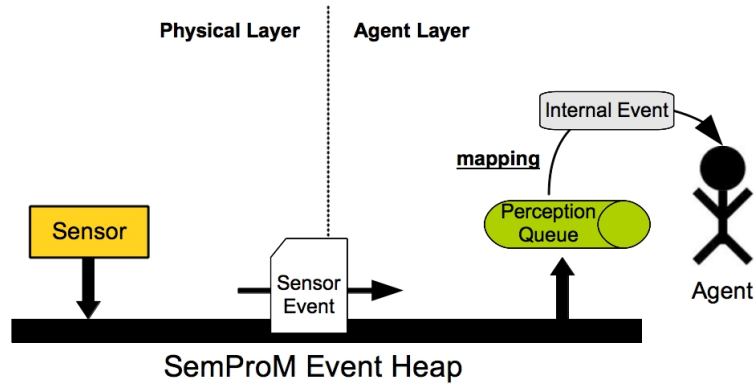 Physical Layer
Agent Layer
Internal Event
mapping
Sensor
Perception
Queue
Sensor
Event
Agent
SemProM Event Heap